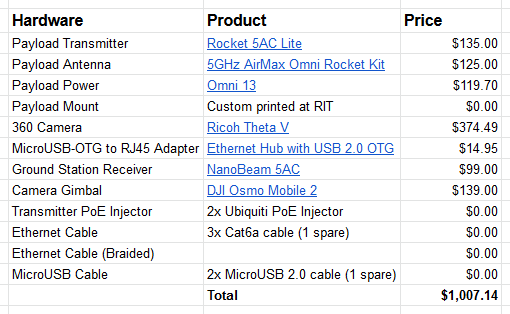 Hardware Product Price
Payload Transmitter Rocket 5AC Lite $135.00
Payload Antenna 5GHz AirMax Omni Rocket Kit $125.00
Payload Power Omni 13 $119.70
Payload Mount Custom printed at RIT $0.00
360 Camera Ricoh Theta V $374.49
MicroUSB-OTG to RJ45 Adapter Ethernet Hub with USB 2.0 OTG $14.95
Ground Station Receiver NanoBeam 5AC $99.00
Camera Gimbal DJI Osmo Mobile 2 $139.00
Transmitter PoE Injector 2x Ubiquiti PoE Injector $0.00
Ethernet Cable 3x Cat6a cable (1 spare) $0.00
Ethernet Cable (Braided) $0.00
MicroUSB Cable 2x MicroUSB 2.0 cable (1 spare) $0.00
Total $1,007.14